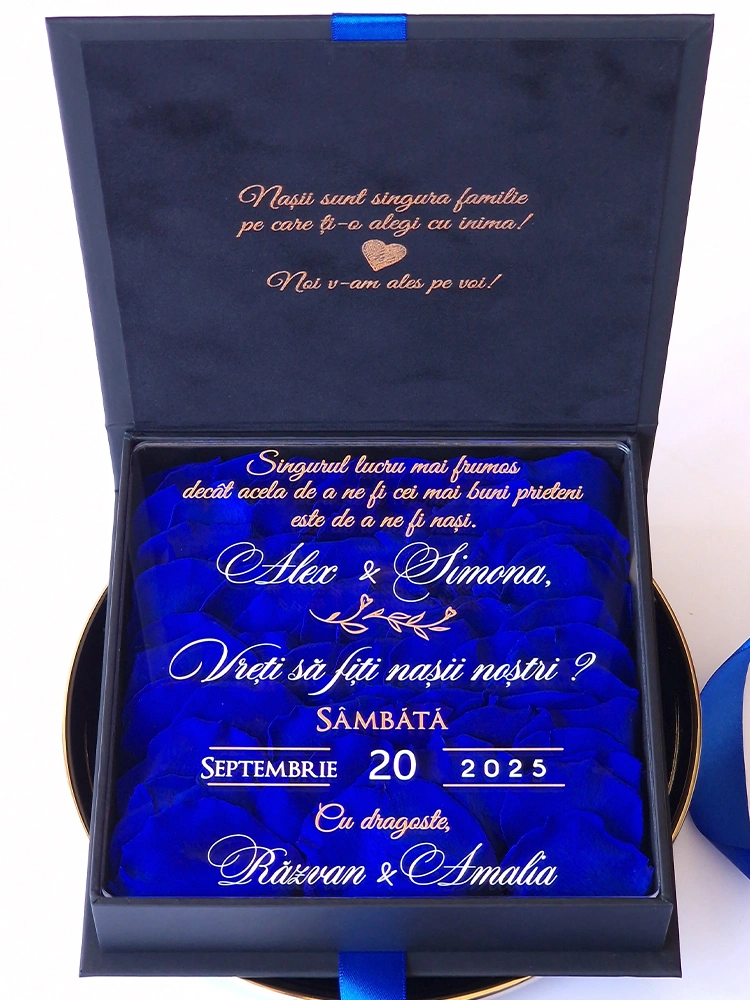 Nașii sunt singura familie
pe care ți-o alegi cu inima!
Noi v-am ales pe voi!
Singurul lucru mai frumos
decât acela de a ne fi cei mai buni prieteni
este de a ne fi nași.
Alex & Simona,
Vreți să fiți nașii noștri ?
SÂMBĂTĂ
SEPTEMBRIE 20 2025
Cu dragoste,
Răzvan & Amalia